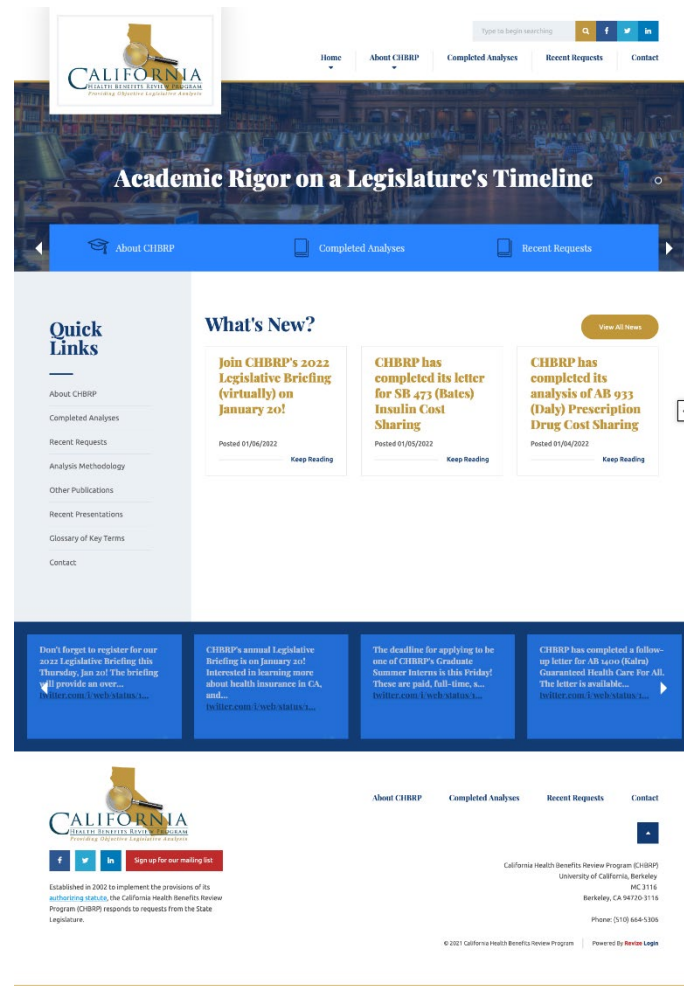 CALIFORNIA
HEALTH BENEFITS REVIEW PROGRAM
Providing Objective Legislative Analysis
Type to begin searching
Home
About CHBRP
Completed Analyses
Recent Requests
Contact
Academic Rigor on a Legislature's Timeline
About CHBRP
Completed Analyses
Recent Requests
Quick
Links
About CHBRP
Completed Analyses
Recent Requests
Analysis Methodology
Other Publications
Recent Presentations
Glossary of Key Terms
Contact
What's New?
View All News
Join CHBRP's 2022
Legislative Briefing
(virtually) on
January 20!
Posted 01/06/2022
Keep Reading
CHBRP has
completed its letter
for SB 473 (Bates)
Insulin Cost
Sharing
Posted 01/05/2022
Keep Reading
CHBRP has
completed its
analysis of AB 933
(Daly) Prescription
Drug Cost Sharing
Posted 01/04/2022
Keep Reading
Don't forget to register for our
2022 Legislative Briefing this
Thursday, Jan 20! The briefing
will provide an over...
twitter.com/i/web/status/1...
CHBRP's annual Legislative
Briefing is on January 20!
Interested in learning more
about health insurance in CA,
and...
twitter.com/i/web/status/1...
The deadline for applying to be
one of CHBRP's Graduate
Summer Interns is this Friday!
These are paid, full-time, s...
twitter.com/i/web/status/1...
CHBRP has completed a follow-
up letter for AB 1400 (Kalra)
Guaranteed Health Care For All.
The letter is available...
twitter.com/i/web/status/1...
CALIFORNIA
HEALTH BENEFITS REVIEW PROGRAM
Providing Objective Legislative Analysis
Sign up for our mailing list
Established in 2002 to implement the provisions of its
authorizing statute, the California Health Benefits Review
Program (CHBRP) responds to requests from the State
Legislature.
About CHBRP
Completed Analyses
Recent Requests
Contact
California Health Benefits Review Program (CHBRP)
University of California, Berkeley
MC 3116
Berkeley, CA 94720-3116
Phone: (510) 664-5306
© 2021 California Health Benefits Review Program
Powered By Revize Login